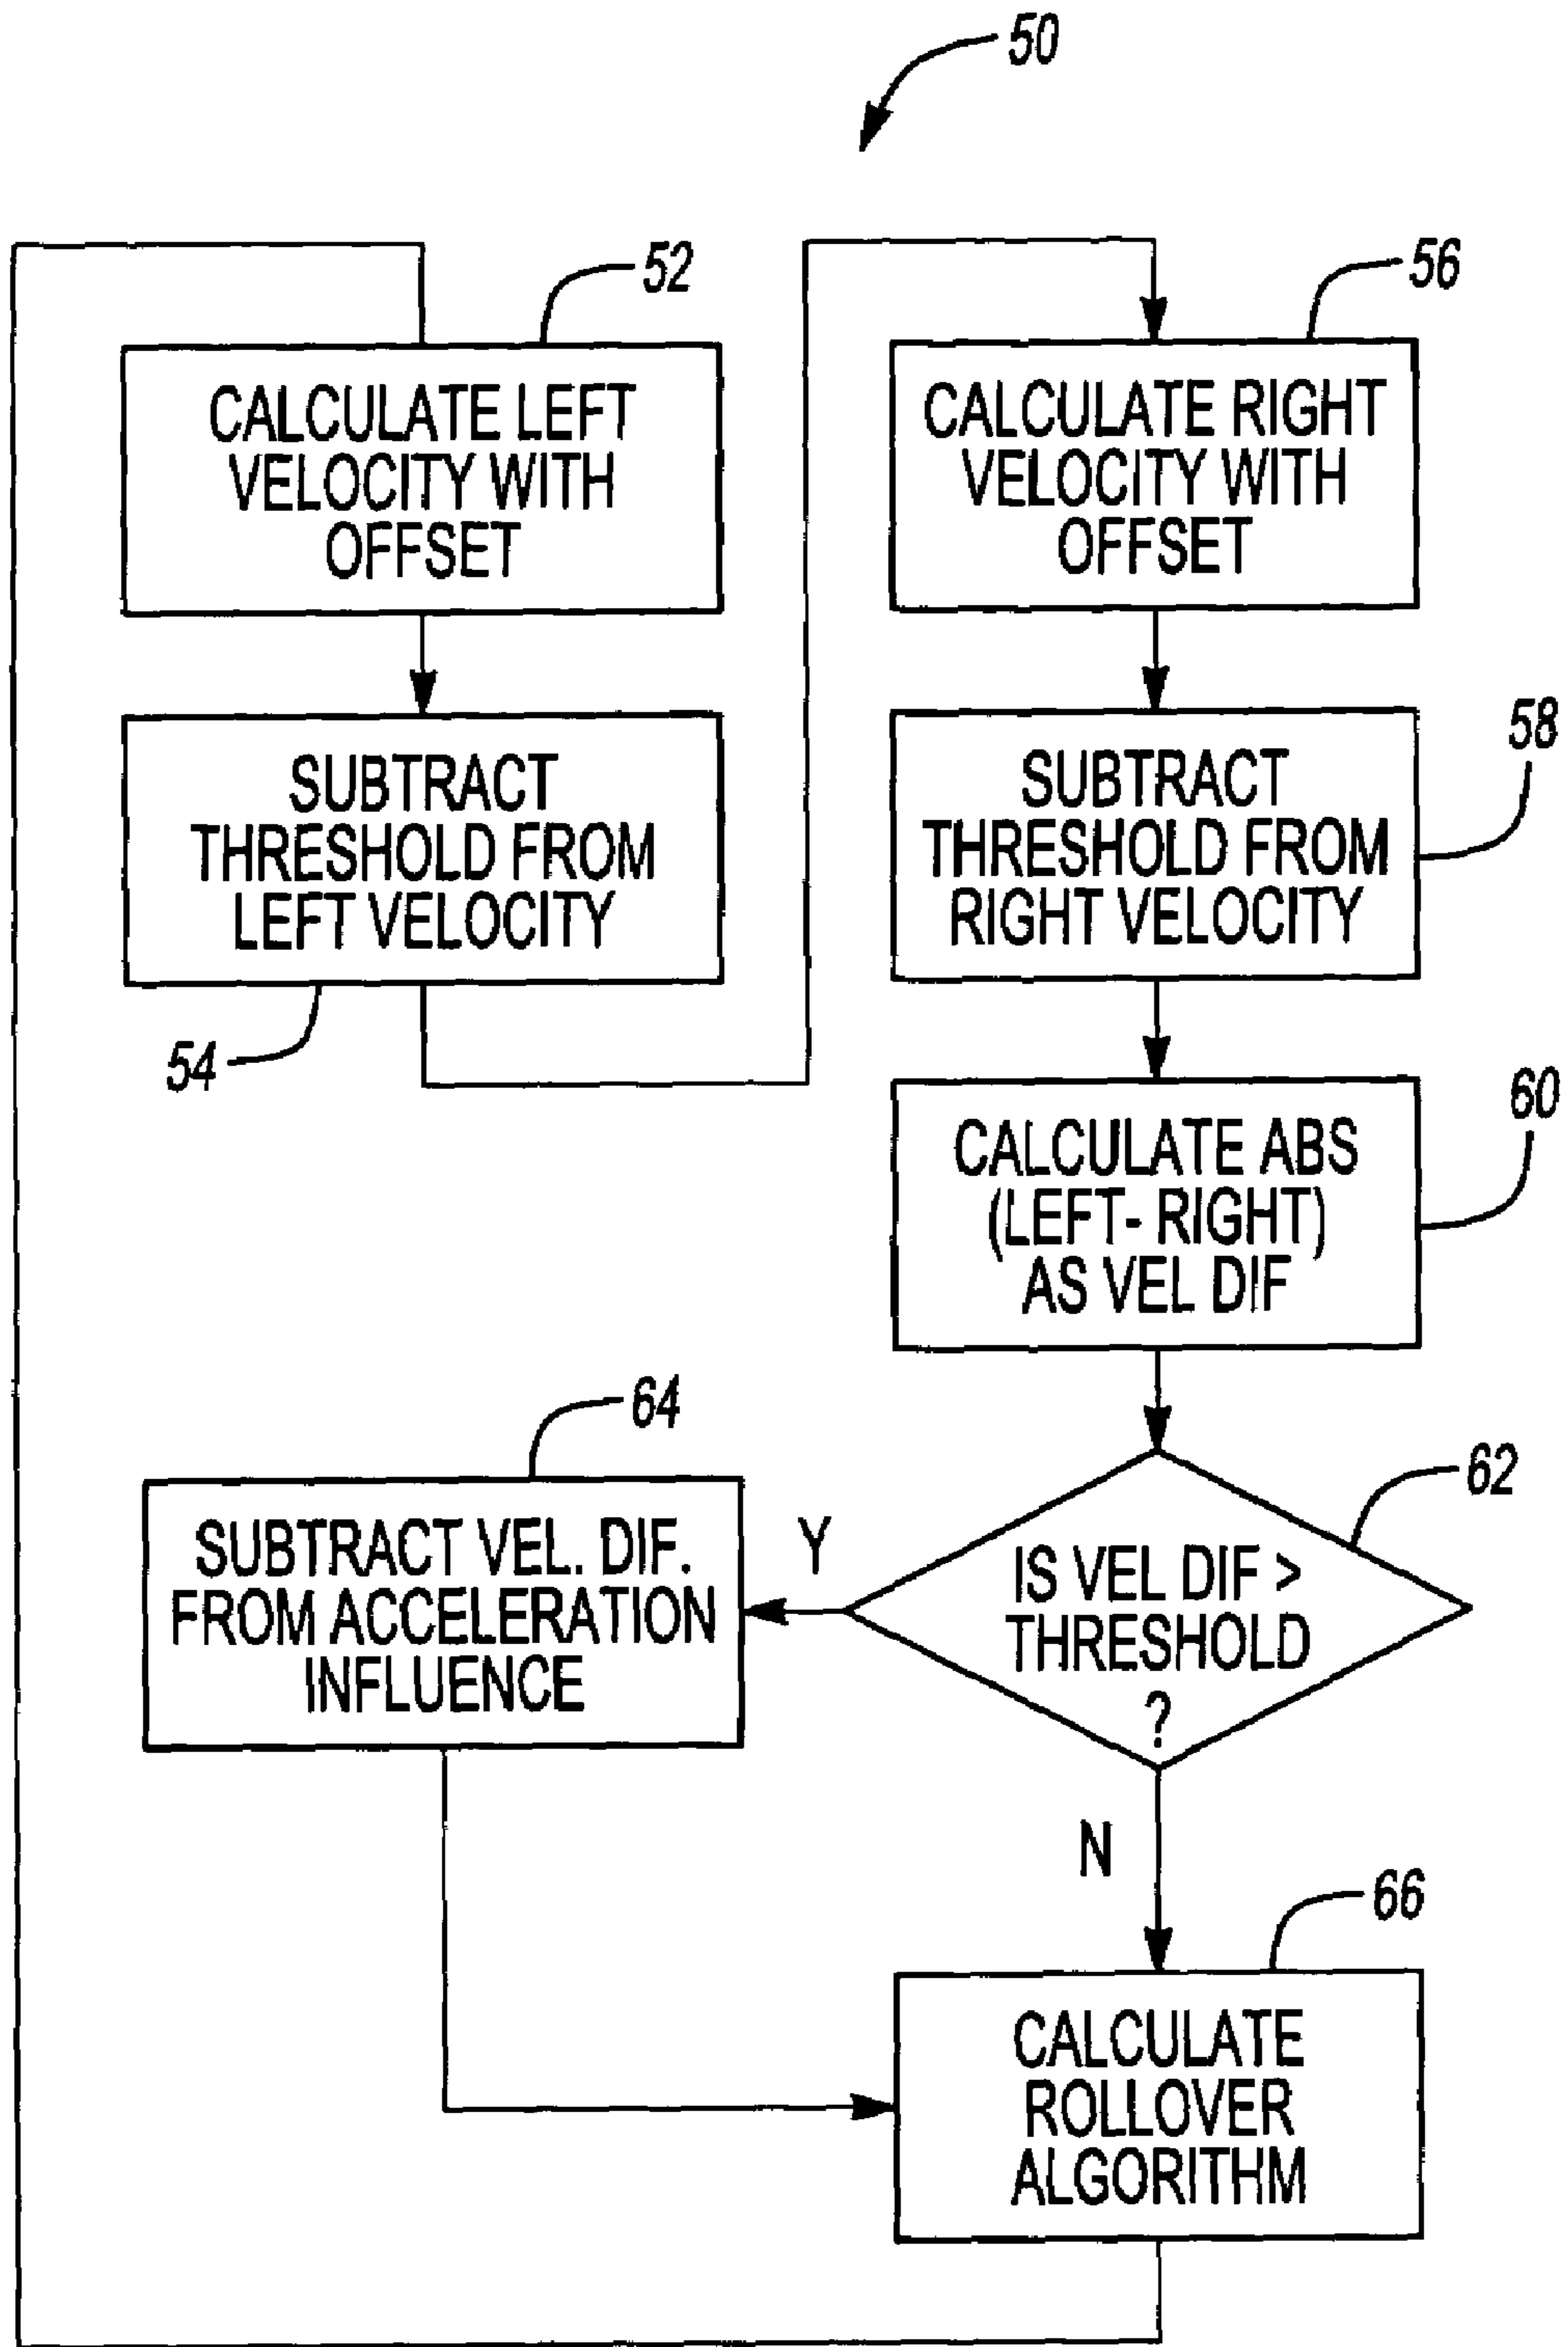 50
52
CALCULATE LEFT
VELOCITY WITH
OFFSET
SUBTRACT
THRESHOLD FROM
LEFT VELOCITY
54
56
CALCULATE RIGHT
VELOCITY WITH
OFFSET
SUBTRACT
THRESHOLD FROM
RIGHT VELOCITY
58
CALCULATE ABS
(LEFT- RIGHT)
AS VEL DIF
60
62
IS VEL DIF >
THRESHOLD
?
Y
64
SUBTRACT VEL. DIF.
FROM ACCELERATION
INFLUENCE
N
66
CALCULATE
ROLLOVER
ALGORITHM